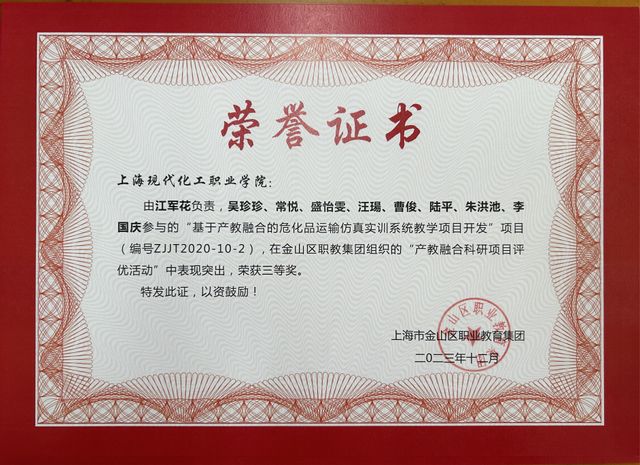 荣誉证书
上海现代化工职业学院：
由江军花负责，吴珍珍、常悦、盛怡雯、汪瑒、曹俊、陆平、朱洪池、李
国庆参与的“基于产教融合的危化品运输仿真实训系统教学项目开发”项目
（编号ZJJT2020-10-2），在金山区职教集团组织的“产教融合科研项目评
优活动”中表现突出，荣获三等奖。
特发此证，以资鼓励！
上海市金山区职业教育集团
二〇二三年十二月